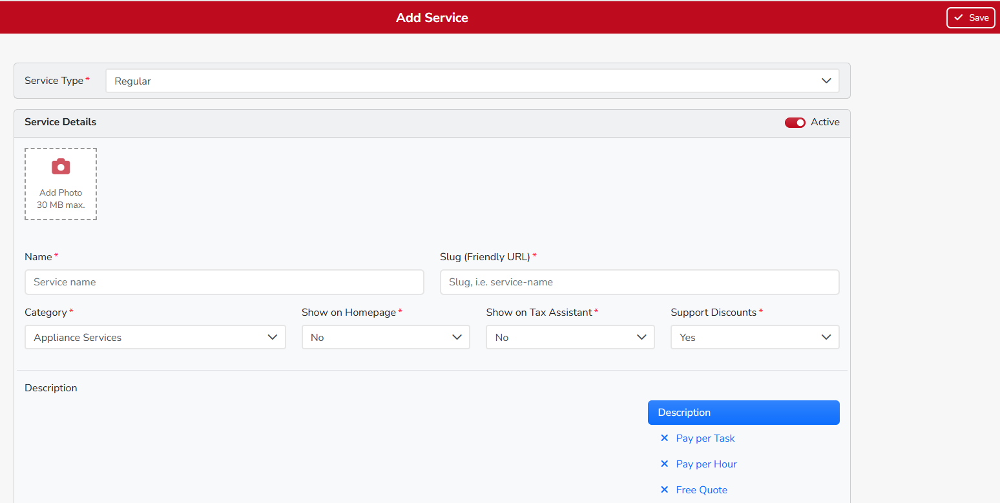 Add Service
Save
Service Type *
Regular
Service Details
Active
Add Photo
30 MB max.
Name *
Slug (Friendly URL) *
Service name
Slug, i.e. service-name
Category *
Show on Homepage *
Show on Tax Assistant *
Support Discounts *
Appliance Services
No
No
Yes
Description
Description
Pay per Task
Pay per Hour
Free Quote